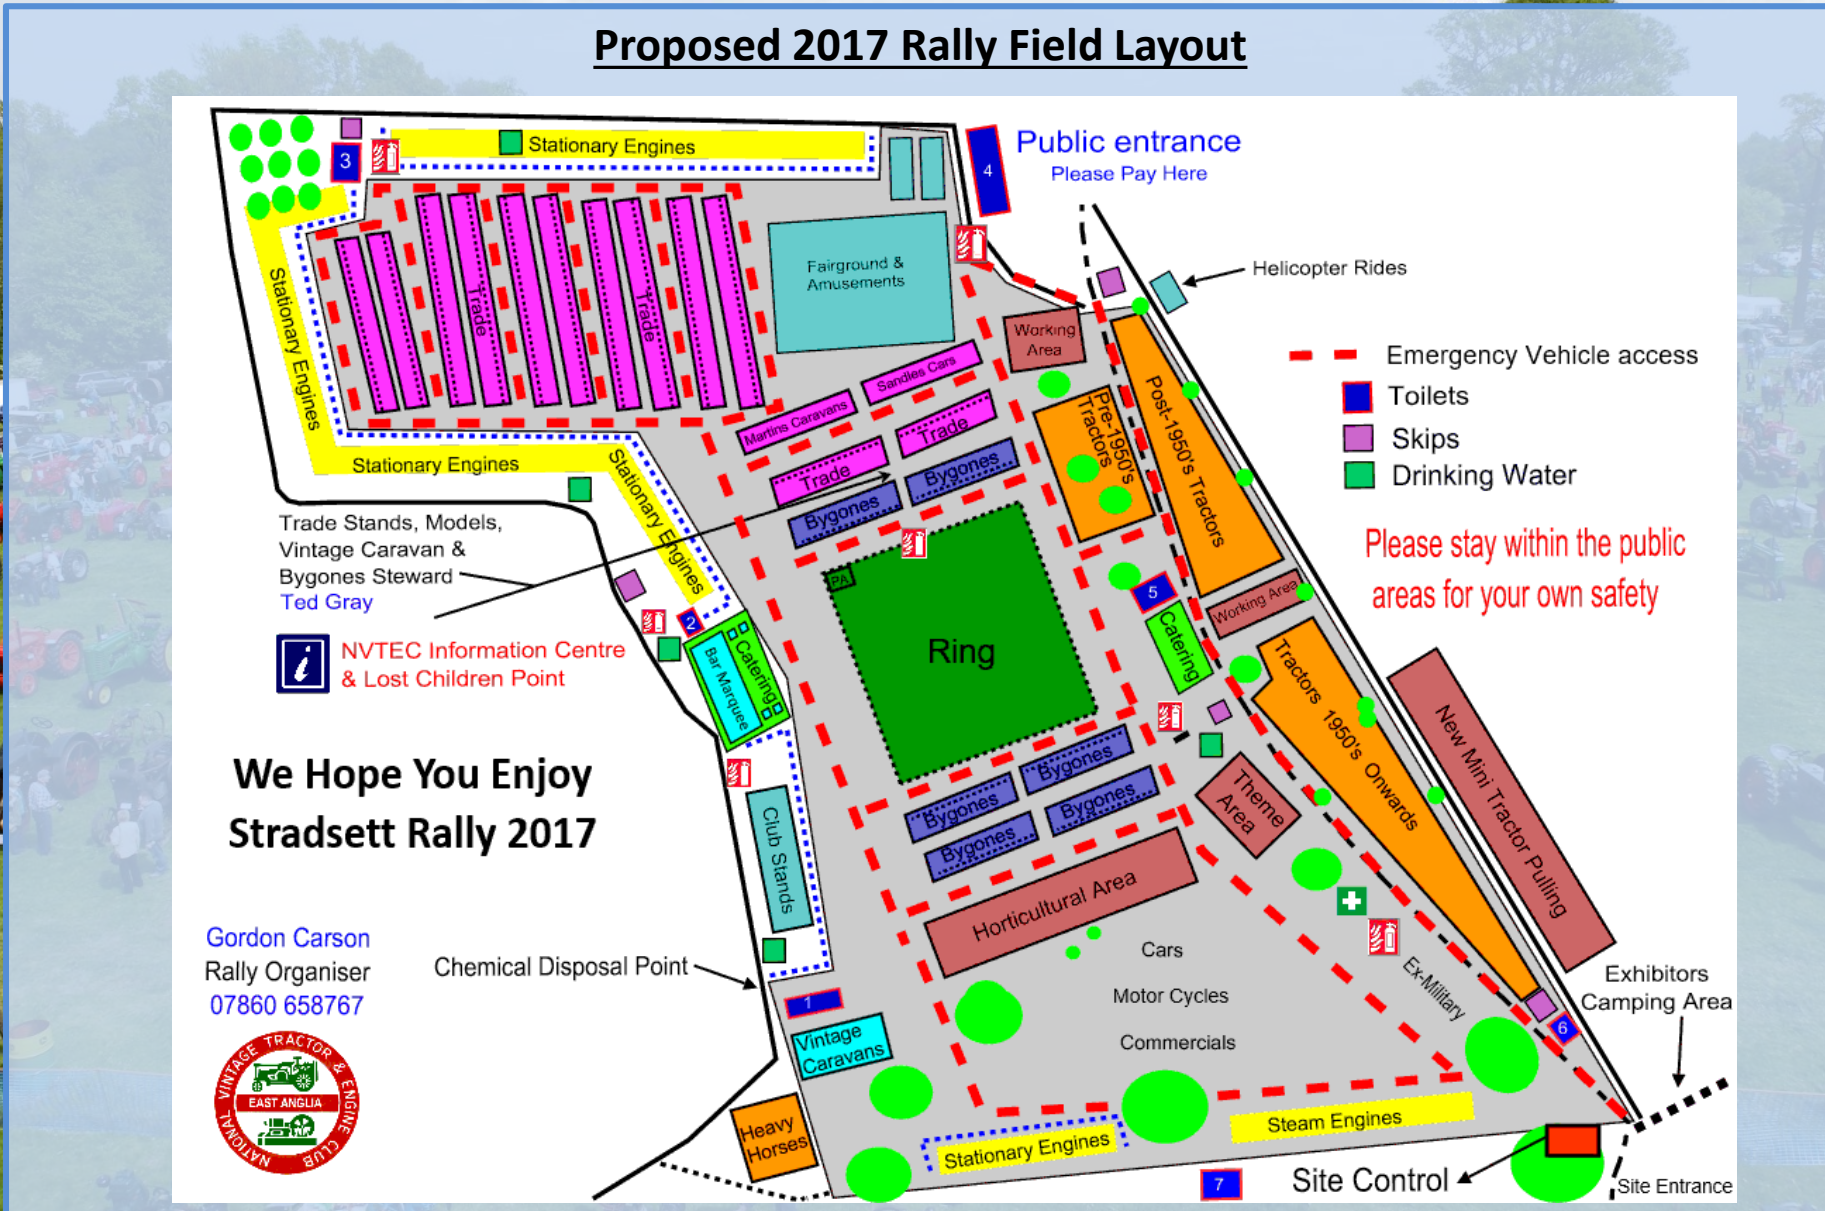 Proposed 2017 Rally Field Layout
Public entrance
Please Pay Here
Stationary Engines
3
4
Helicopter Rides
Fairground &
Amusements
Working
Area
Stationary Engines
Trade
Trade
Sandles Cars
Martins Caravans
Trade
Trade
Bygones
Bygones
Pre-1950's
Tractors
Post-1950's Tractors
Emergency Vehicle access
Toilets
Skips
Drinking Water
Stationary Engines
Stationary Engines
Trade Stands, Models,
Vintage Caravan &
Bygones Steward
Ted Gray
Please stay within the public
areas for your own safety
PA
5
Working Area
i
NVTEC Information Centre
& Lost Children Point
2
Bar Marquee
Catering
Ring
Catering
Tractors 1950's Onwards
New Mini Tractor Pulling
We Hope You Enjoy
Stradsett Rally 2017
Bygones
Bygones
Bygones
Bygones
Theme
Area
Club Stands
Horticultural Area
Gordon Carson
Rally Organiser
07860 658767
Chemical Disposal Point
Cars
Motor Cycles
Commercials
Ex-Military
Exhibitors
Camping Area
1
6
Vintage
Caravans
NATIONAL VINTAGE TRACTOR & ENGINE CLUB
EAST ANGLIA
Heavy
Horses
Stationary Engines
Steam Engines
7
Site Control
Site Entrance